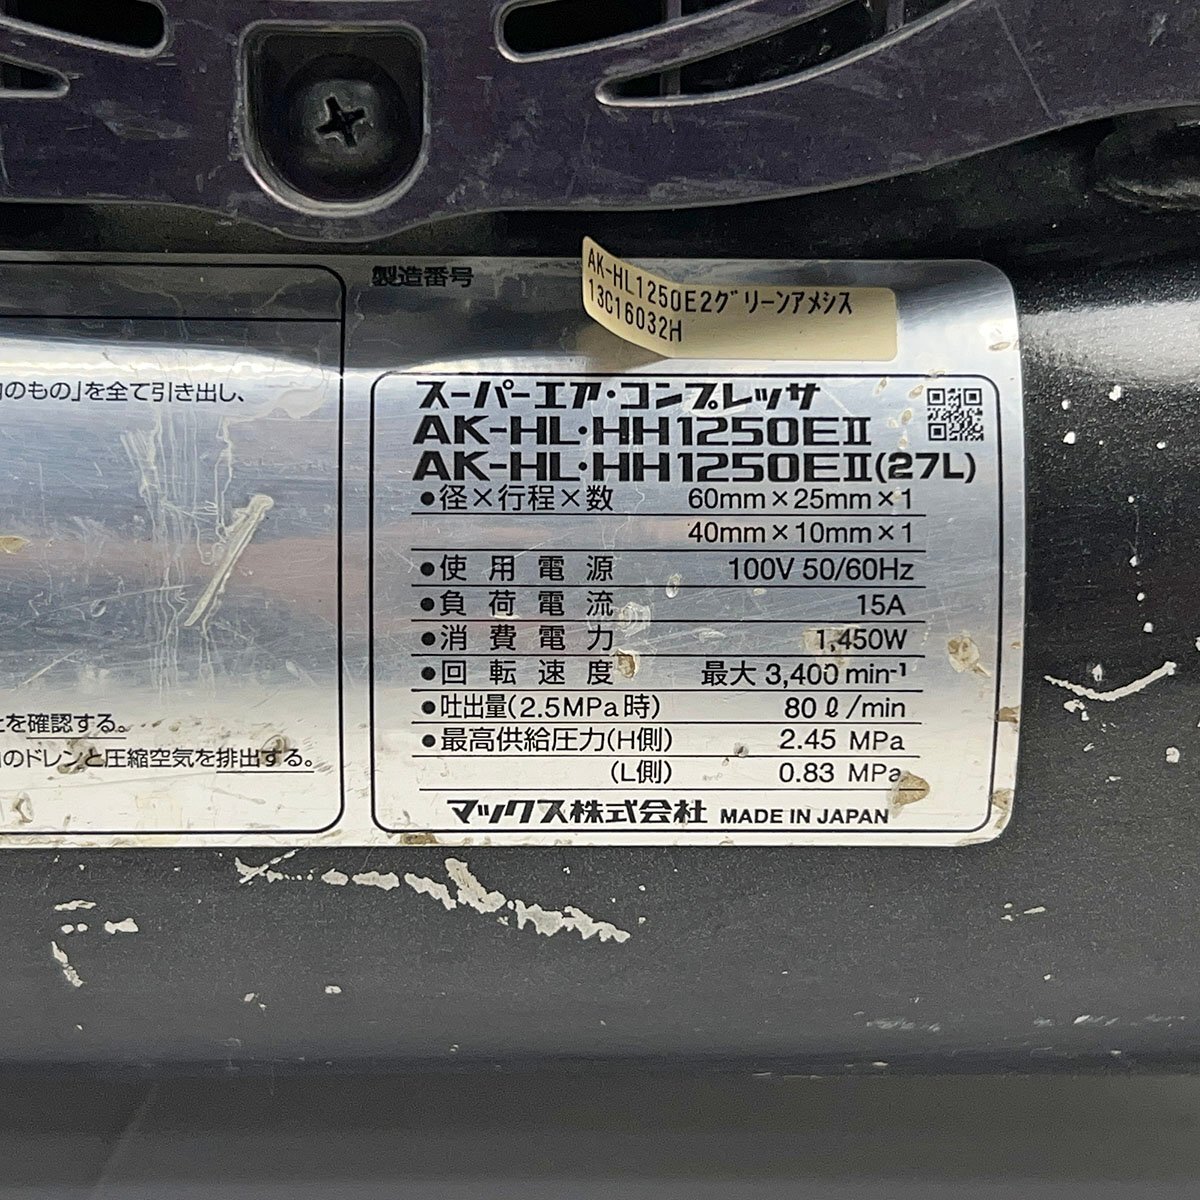 製造番号
AK-HL1250E2グリーンアメシス
13C16032H
のもの」を全て引き出し、
を確認する。
のドレンと圧縮空気を排出する。
スーパーエア・コンプレッサ
AK-HL・HH1250EⅡ
AK-HL・HH1250EⅡ(27L)
●径×行程×数 60mm×25mm×1
40mm×10mm×1
●使用電源 100V 50/60Hz
●負荷電流 15A
●消費電力 1,450W
●回転速度 最大 3,400 min⁻¹
●吐出量(2.5MPa時) 80ℓ/min
●最高供給圧力(H側) 2.45 MPa
(L側) 0.83 MPa
マックス株式会社 MADE IN JAPAN